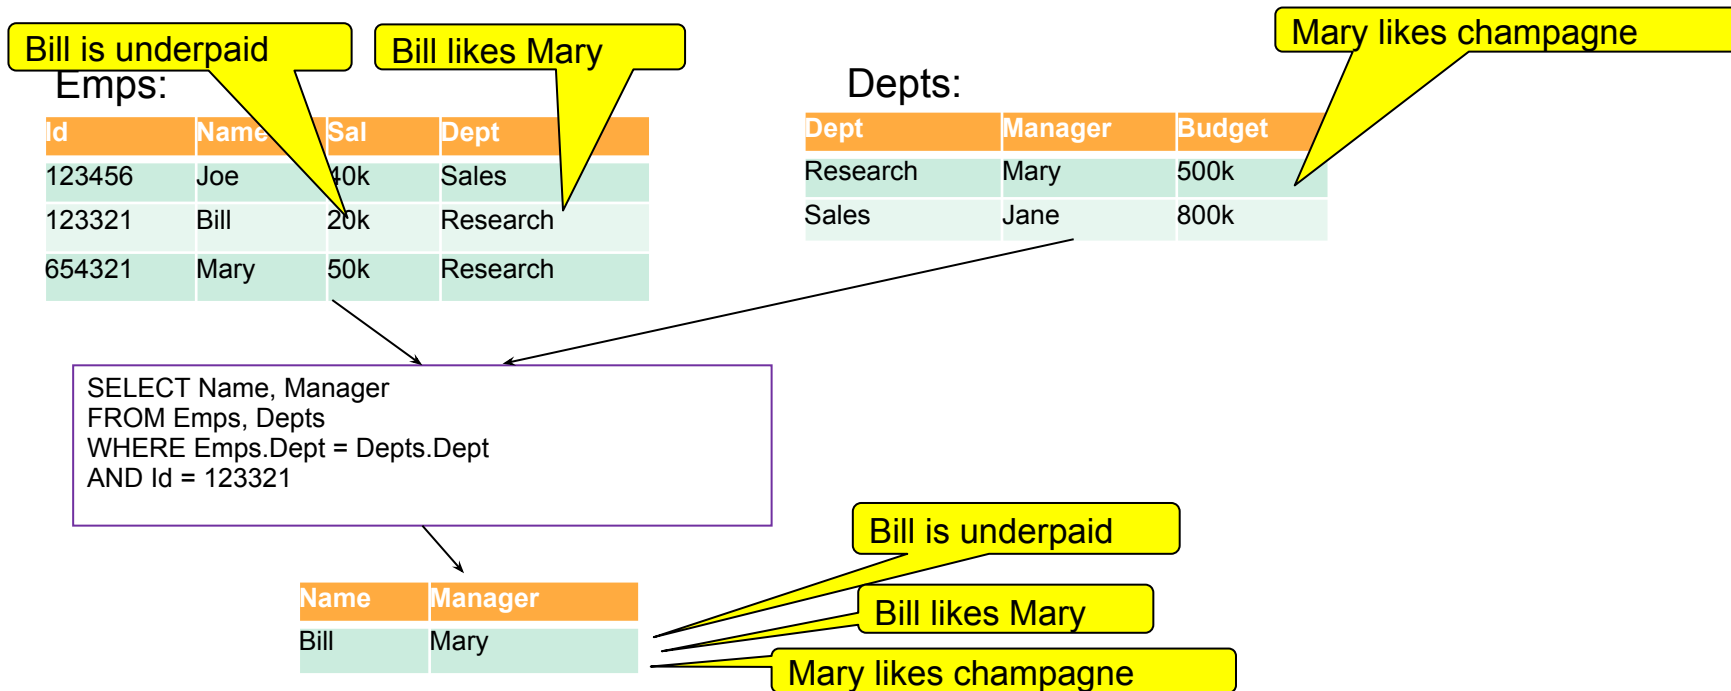 Bill is underpaid
Bill likes Mary
Mary likes champagne
Emps:
Depts:
Id Name Sal Dept
123456 Joe 40k Sales
123321 Bill 20k Research
654321 Mary 50k Research
Dept Manager Budget
Research Mary 500k
Sales Jane 800k
SELECT Name, Manager
FROM Emps, Depts
WHERE Emps.Dept = Depts.Dept
AND Id = 123321
Bill is underpaid
Bill likes Mary
Mary likes champagne
Name Manager
Bill Mary